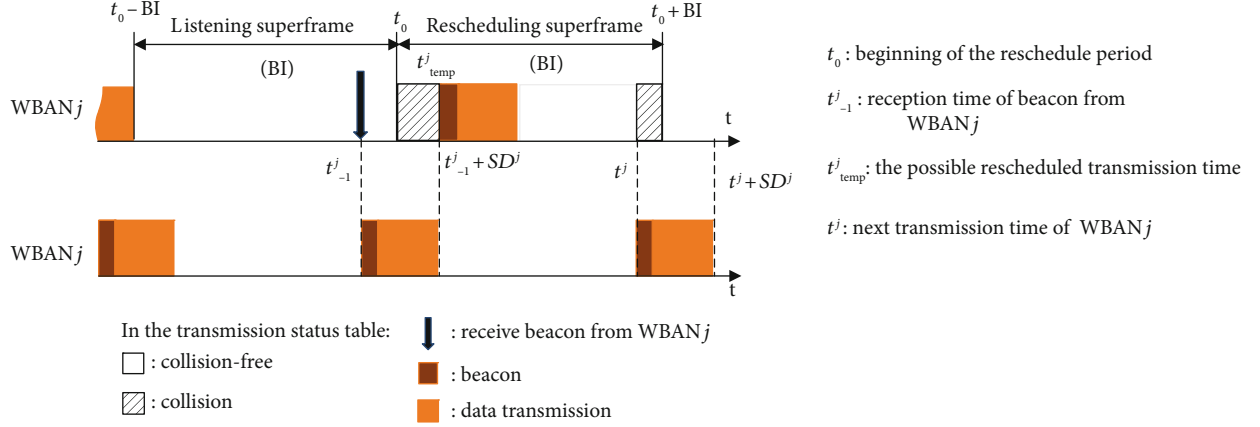 t₀ – BI
Listening superframe
t₀
Rescheduling superframe
t₀ + BI
(BI)
tʲtemp
(BI)
WBAN j
t
tʲ₋₁
tʲ₋₁ + SDʲ
tʲ
tʲ + SDʲ
WBAN j
t
t₀ : beginning of the reschedule period
tʲ₋₁ : reception time of beacon from
WBAN j
tʲtemp: the possible rescheduled transmission time
tʲ: next transmission time of WBAN j
In the transmission status table:
: collision-free
: collision
: receive beacon from WBAN j
: beacon
: data transmission